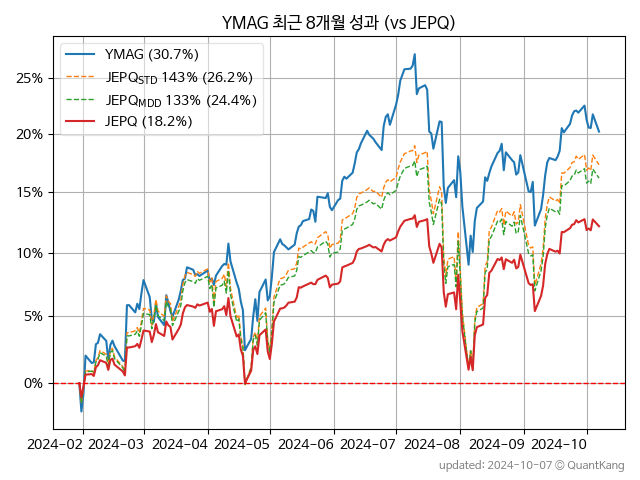 YMAG 최근 8개월 성과 (vs JEPQ)
YMAG (30.7%)
JEPQSTD 143% (26.2%)
JEPQMDD 133% (24.4%)
JEPQ (18.2%)
25%
20%
15%
10%
5%
0%
2024-02 2024-03 2024-04 2024-05 2024-06 2024-07 2024-08 2024-09 2024-10
updated: 2024-10-07 © QuantKang